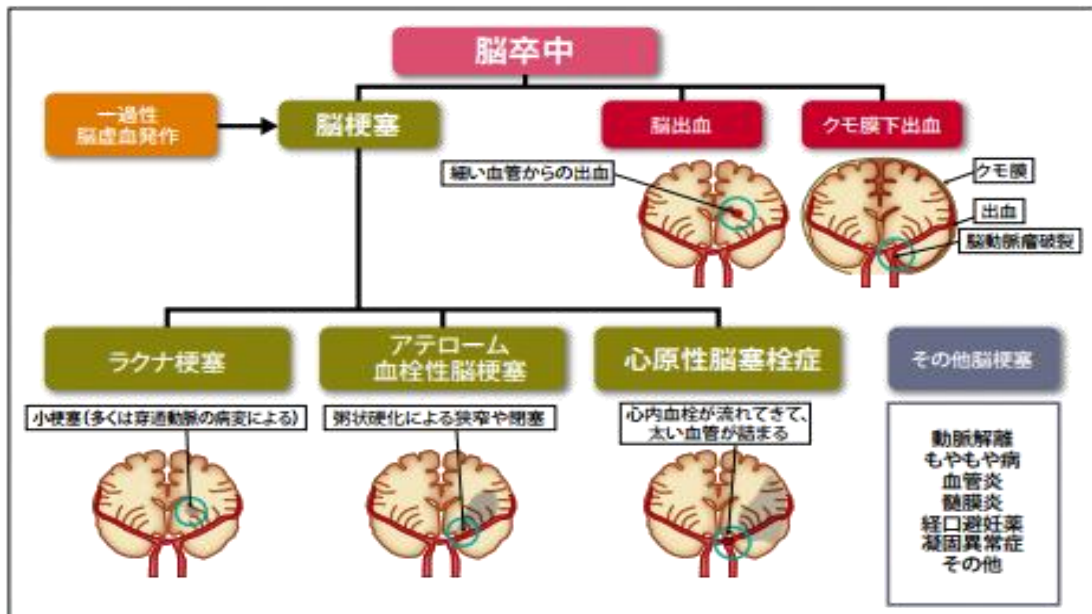 脳卒中
一過性
脳虚血発作
脳梗塞
脳出血
クモ膜下出血
細い血管からの出血
クモ膜
出血
脳動脈瘤破裂
ラクナ梗塞
アテローム
血栓性脳梗塞
心原性脳塞栓症
その他脳梗塞
小梗塞(多くは穿通動脈の病変による)
粥状硬化による狭窄や閉塞
心内血栓が流れてきて、
太い血管が詰まる
動脈解離
もやもや病
血管炎
髄膜炎
経口避妊薬
凝固異常症
その他